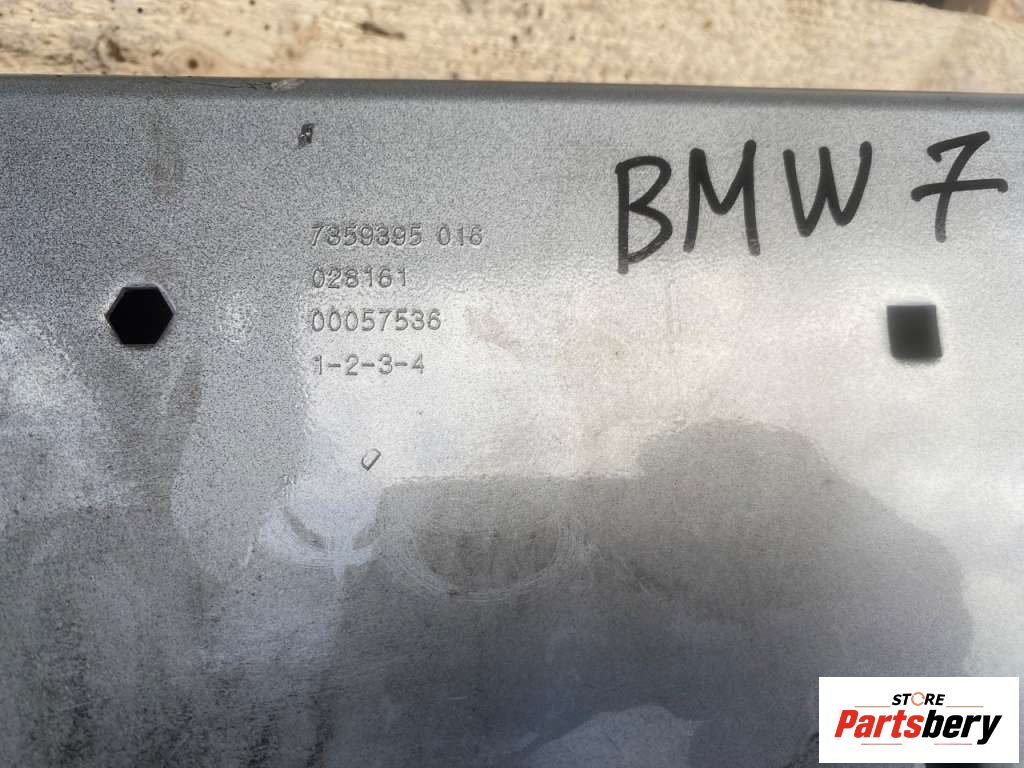 BMW 7
7359395 016
028161
00057536
1-2-3-4
STORE
Partsbery